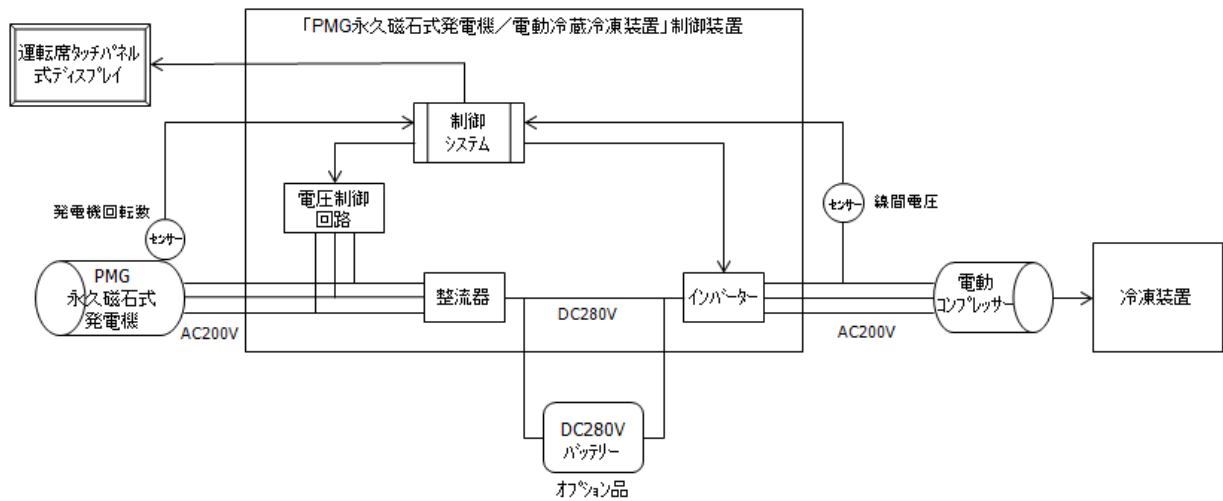 「PMG永久磁石式発電機／電動冷蔵冷凍装置」制御装置
運転席ﾀｯﾁﾊﾟﾈﾙ
式ﾃﾞｨｽﾌﾟﾚｲ
制御
ｼｽﾃﾑ
電圧制御
回路
発電機回転数
ｾﾝｻｰ
ｾﾝｻｰ
線間電圧
PMG
永久磁石式
発電機
AC200V
整流器
DC280V
ｲﾝﾊﾞｰﾀｰ
AC200V
電動
ｺﾝﾌﾟﾚｯｻｰ
冷凍装置
DC280V
ﾊﾞｯﾃﾘｰ
ｵﾌﾟｼｮﾝ品